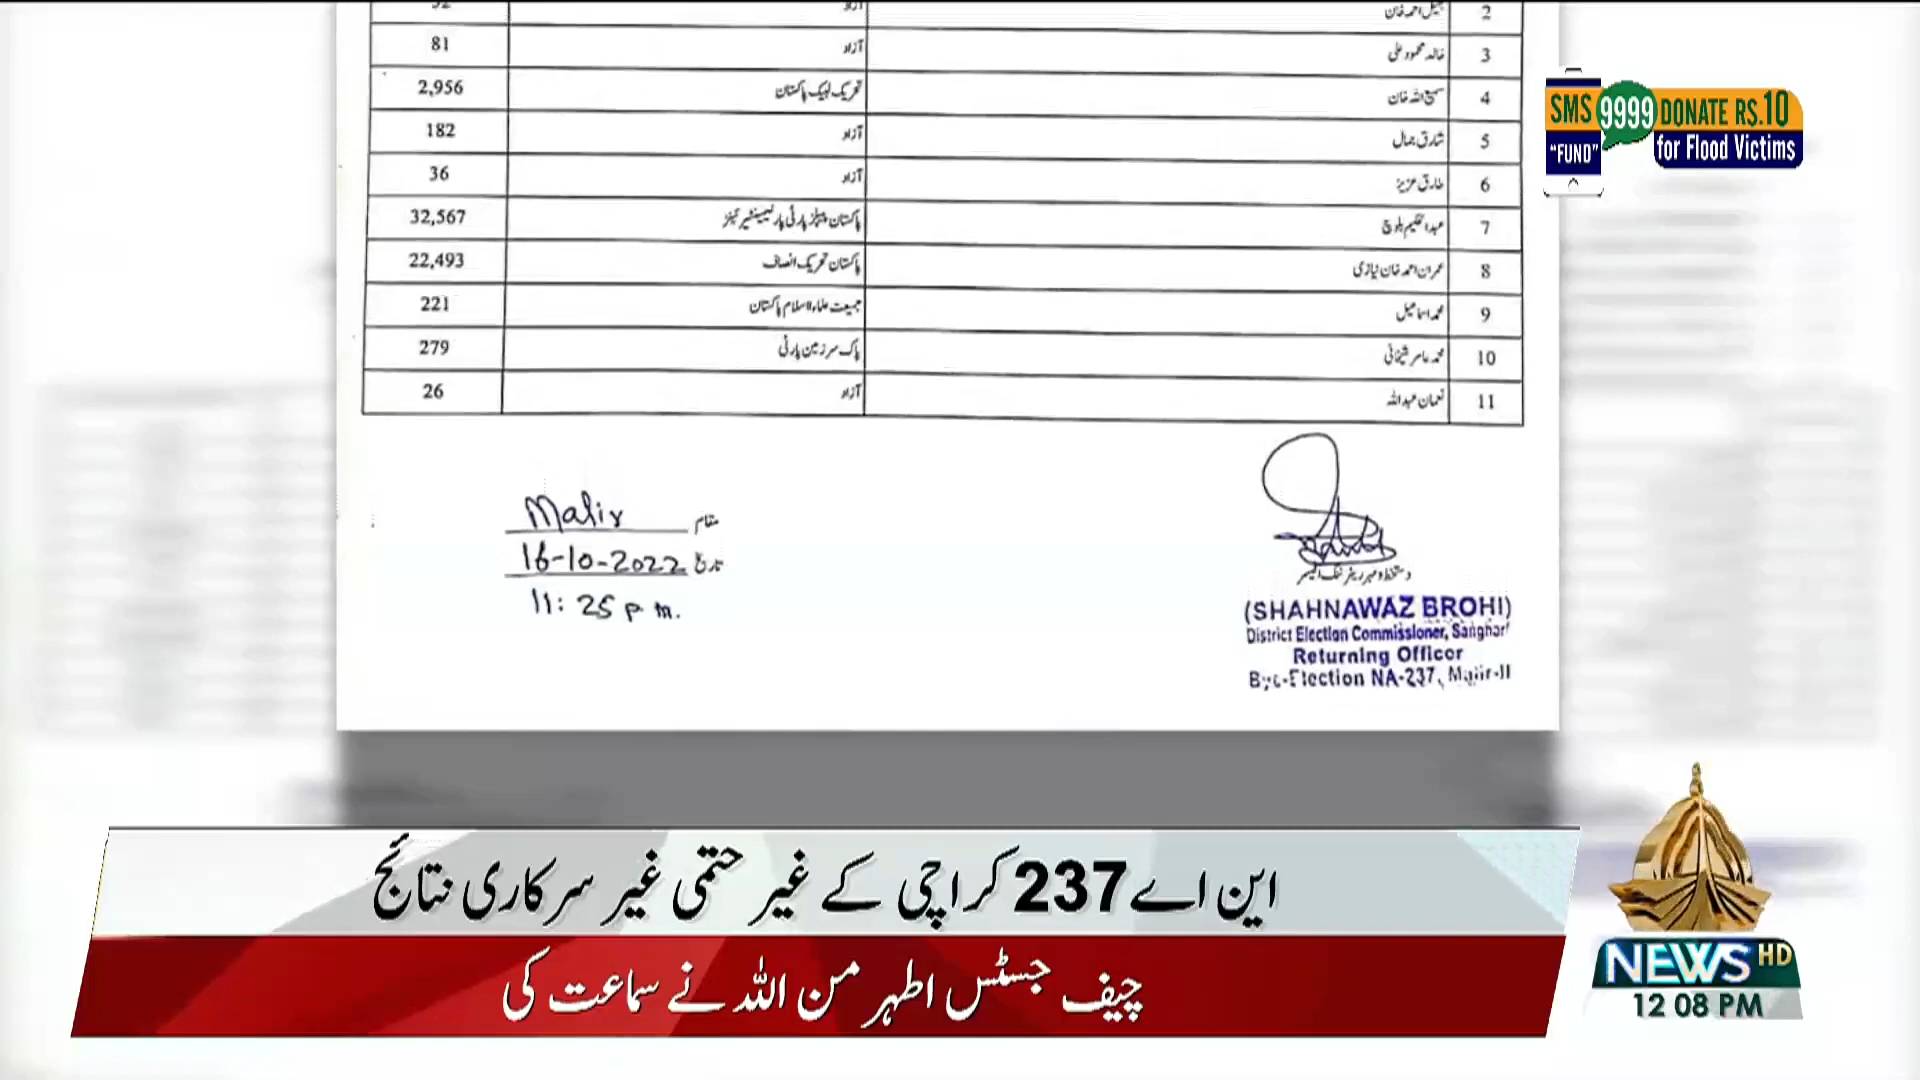 2 جمیل احمد خان آزاد
3 خالد محمود علی آزاد 81
4 سمیع اللہ خان تحریک لبیک پاکستان 2,956
5 شارق جمال آزاد 182
6 طارق عزیز آزاد 36
7 عبدالحکیم بلوچ پاکستان پیپلز پارٹی پارلیمینٹیرینز 32,567
8 عمران احمد خان نیازی پاکستان تحریک انصاف 22,493
9 محمد اسماعیل جمیعت علماء اسلام پاکستان 221
10 محمد عامر شیخانی پاک سرزمین پارٹی 279
11 نعمان عبداللہ آزاد 26
مقام Malir
تاریخ 16-10-2022
11:25 p.m.
دستخط و مہر ریٹرننگ آفیسر
(SHAHNAWAZ BROHI)
District Election Commissioner, Sanghar
Returning Officer
Bye-Election NA-237, Malir-II
SMS 9999 DONATE RS.10
"FUND" for Flood Victims
این اے 237 کراچی کے غیر حتمی غیر سرکاری نتائج
چیف جسٹس اطہر من اللہ نے سماعت کی
NEWS HD
12 08 PM